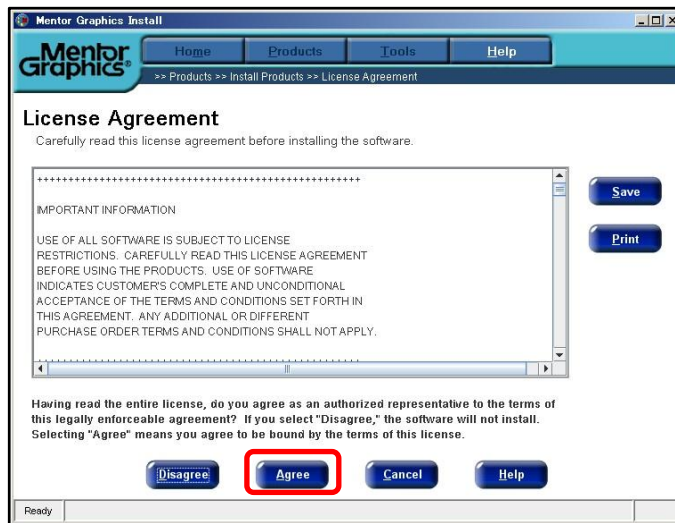 Mentor Graphics Install
Mentor
Graphics®
Home Products Tools Help
>> Products >> Install Products >> License Agreement
License Agreement
Carefully read this license agreement before installing the software.
++++++++++++++++++++++++++++++++++++++++++++++++++++
IMPORTANT INFORMATION
USE OF ALL SOFTWARE IS SUBJECT TO LICENSE
RESTRICTIONS. CAREFULLY READ THIS LICENSE AGREEMENT
BEFORE USING THE PRODUCTS. USE OF SOFTWARE
INDICATES CUSTOMER'S COMPLETE AND UNCONDITIONAL
ACCEPTANCE OF THE TERMS AND CONDITIONS SET FORTH IN
THIS AGREEMENT. ANY ADDITIONAL OR DIFFERENT
PURCHASE ORDER TERMS AND CONDITIONS SHALL NOT APPLY.
Save
Print
Having read the entire license, do you agree as an authorized representative to the terms of
this legally enforceable agreement? If you select "Disagree," the software will not install.
Selecting "Agree" means you agree to be bound by the terms of this license.
Disagree Agree Cancel Help
Ready